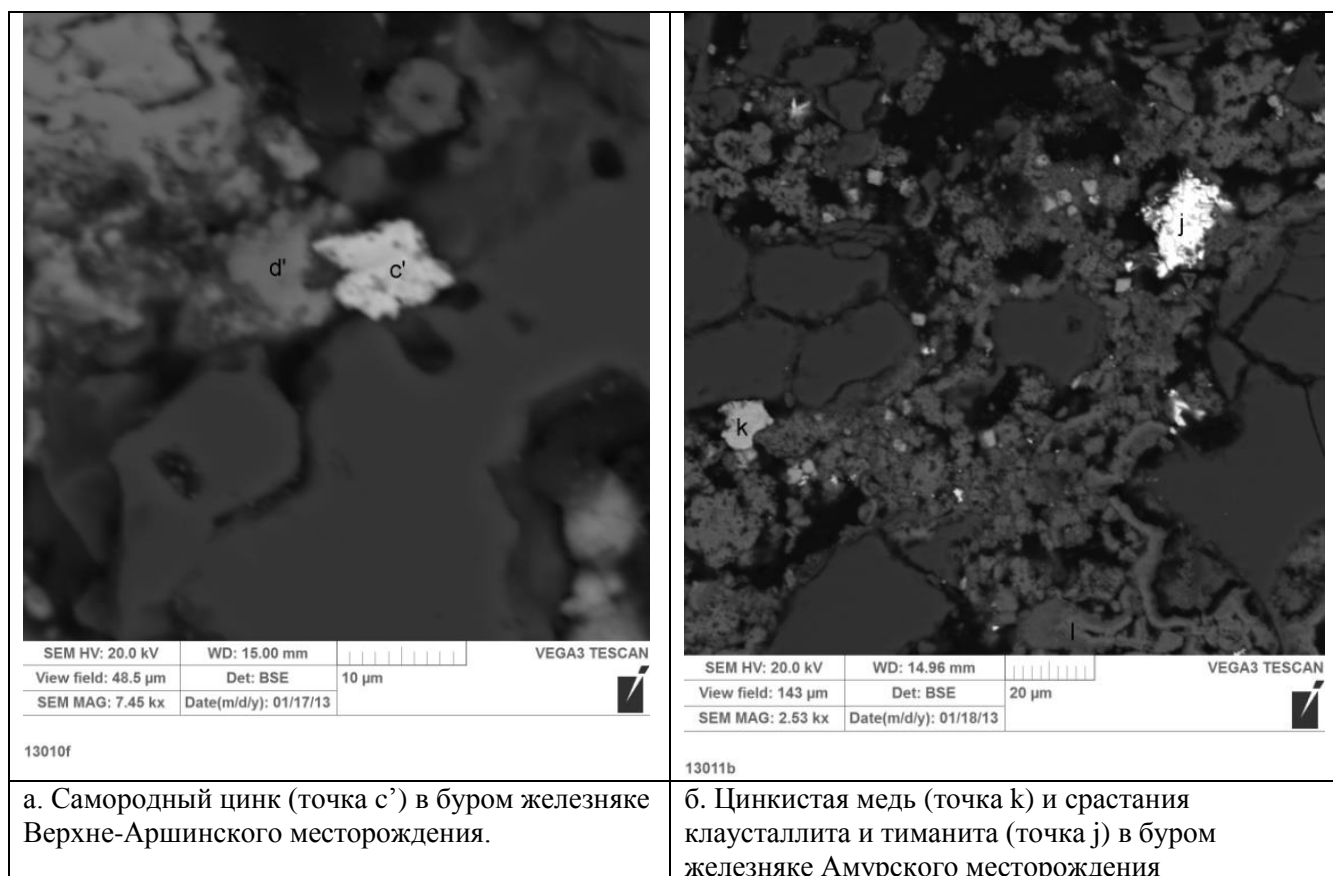 d'
c'
SEM HV: 20.0 kV WD: 15.00 mm VEGA3 TESCAN
View field: 48.5 µm Det: BSE 10 µm
SEM MAG: 7.45 kx Date(m/d/y): 01/17/13
13010f
а. Самородный цинк (точка c’) в буром железняке
Верхне-Аршинского месторождения.
j
k
l
SEM HV: 20.0 kV WD: 14.96 mm VEGA3 TESCAN
View field: 143 µm Det: BSE 20 µm
SEM MAG: 2.53 kx Date(m/d/y): 01/18/13
13011b
б. Цинкистая медь (точка k) и срастания
клаусталлита и тиманита (точка j) в буром
железняке Амурского месторождения